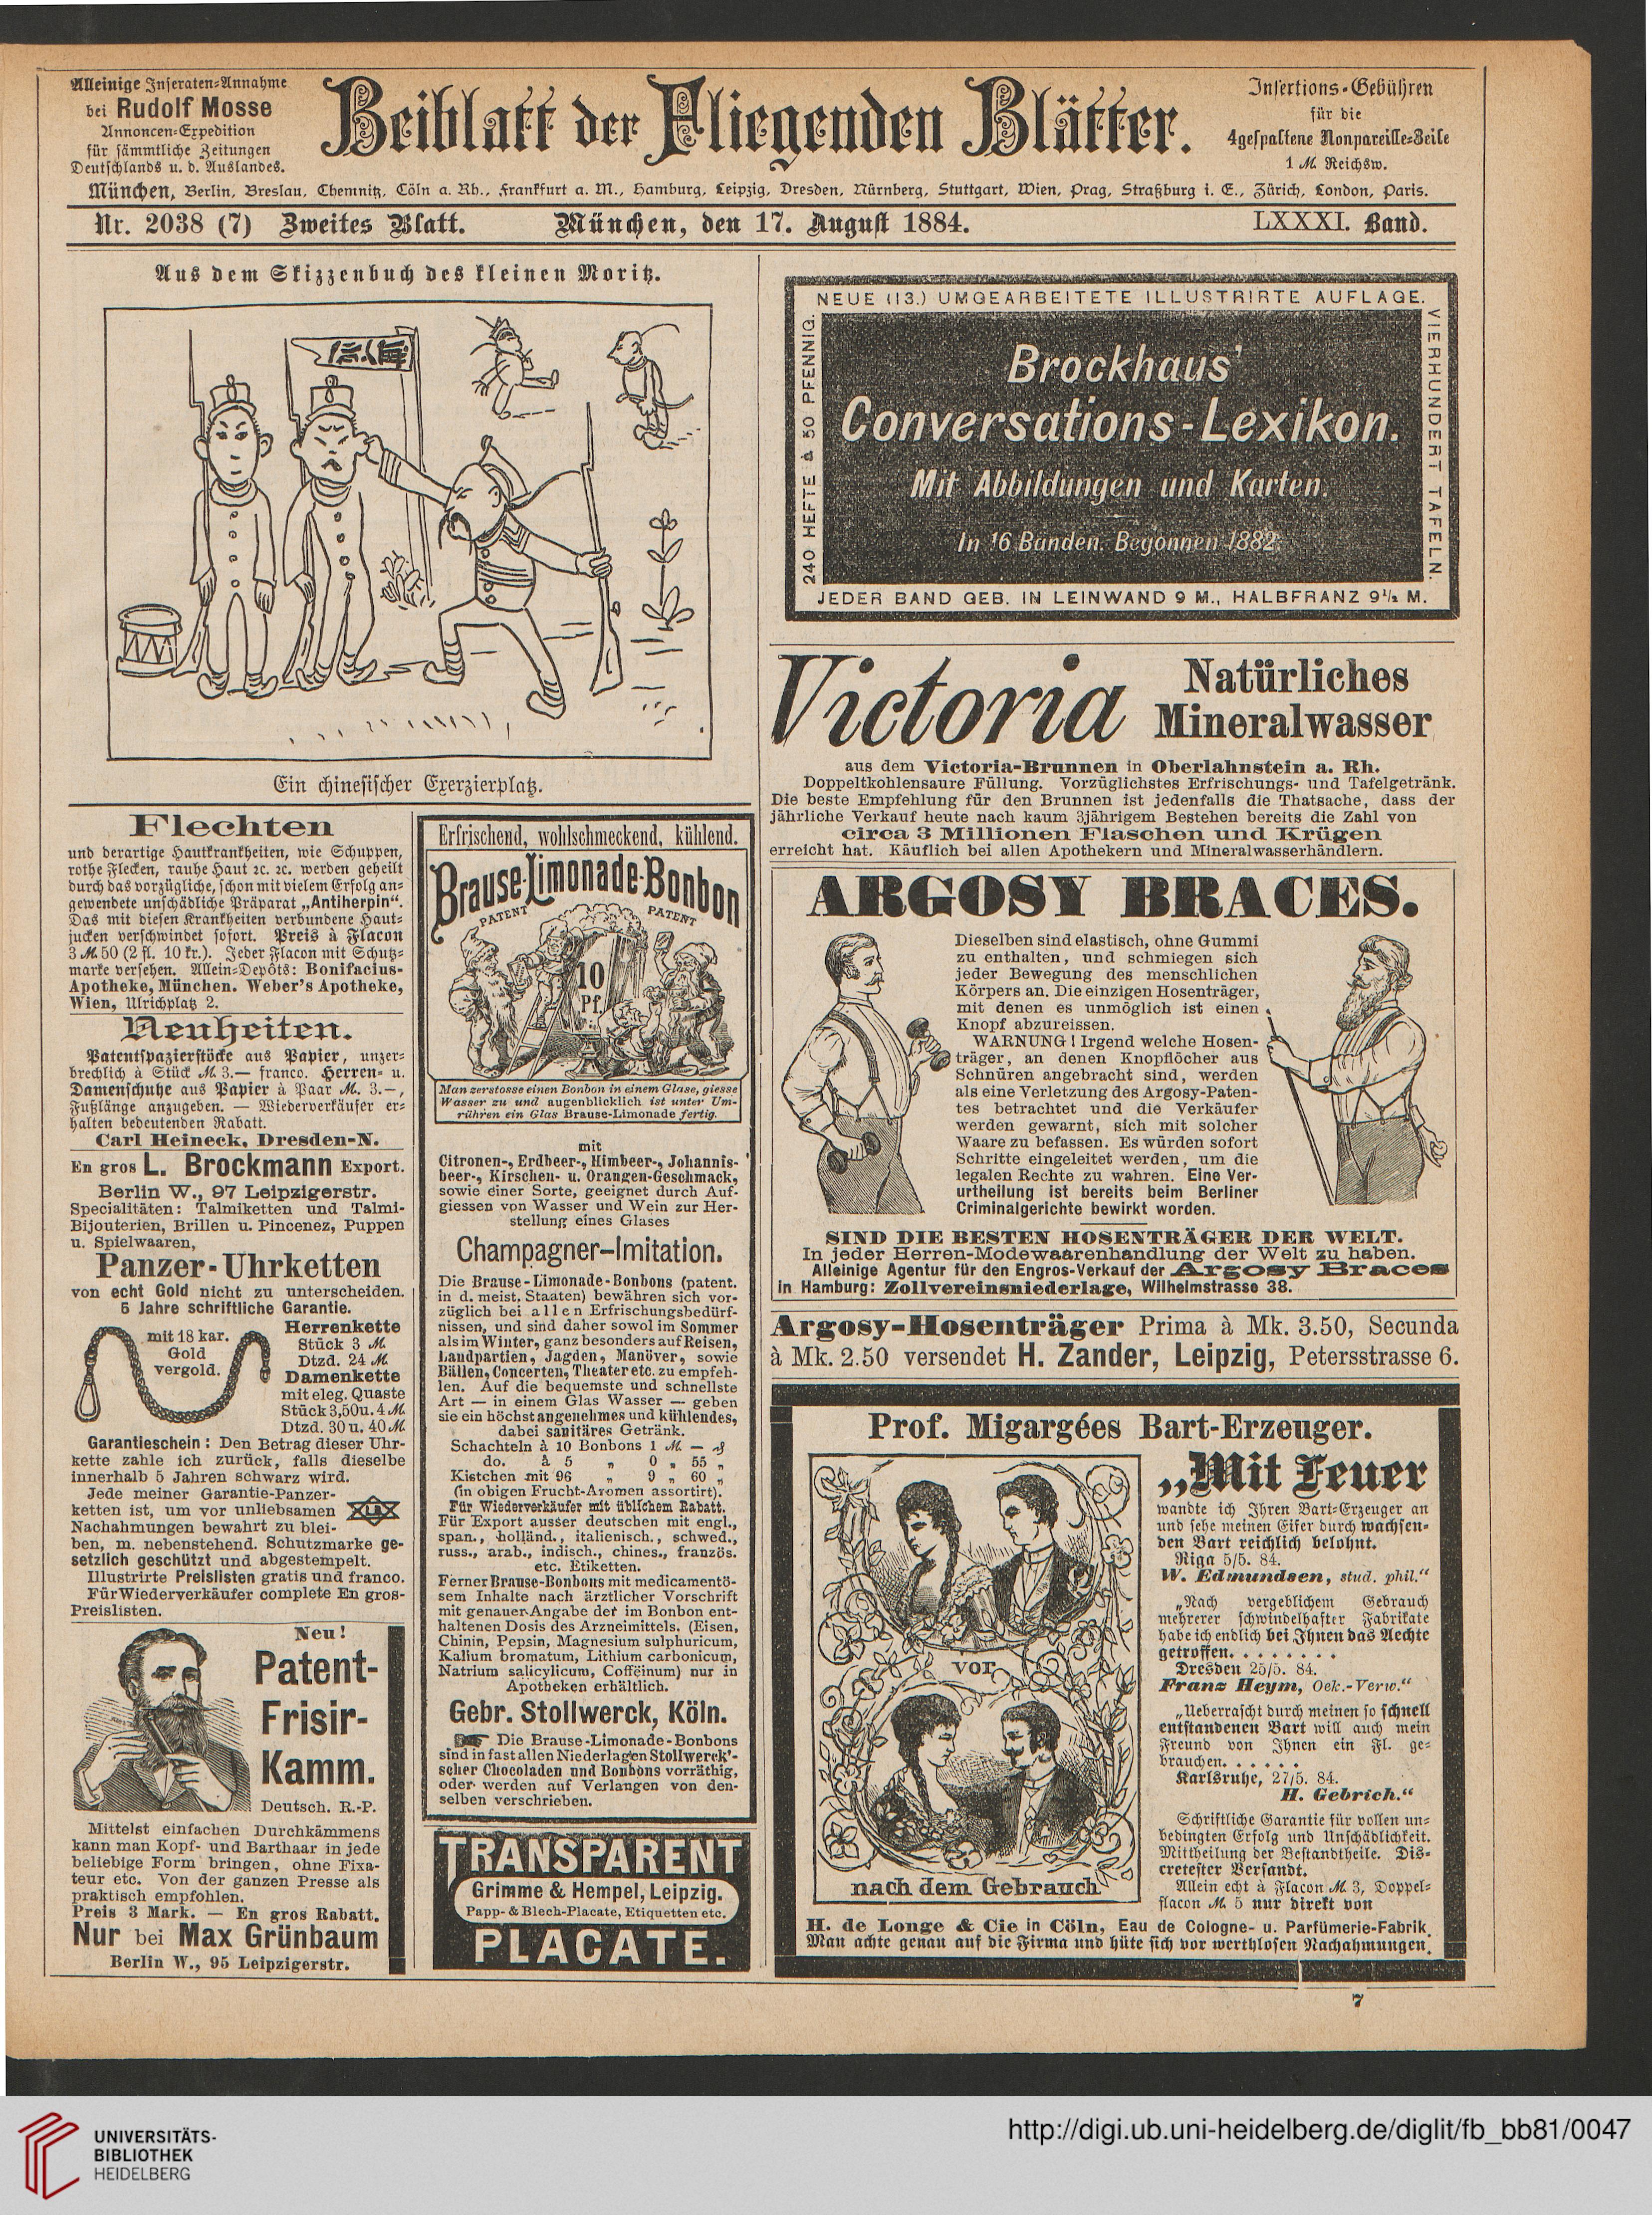 Alleinige Inseraten-Annahme
bei Rudolf Mosse
Annoncen-Expedition
für sämmtliche Zeitungen
Deutschlands u. d. Auslandes.
Beiblatt der Fliegenden Blätter.
Insertions-Gebühren
für die
4gespaltene Nonpareille-Zeile
1 M. Reichsw.
München, Berlin, Breslau, Chemnitz, Cöln a. Rh., Frankfurt a. M., Hamburg, Leipzig, Dresden, Nürnberg, Stuttgart, Wien, Prag, Straßburg i. E., Zürich, London, Paris.
Nr. 2038 (7) Zweites Blatt. München, den 17. August 1884. LXXXI. Band.
Aus dem Skizzenbuch des kleinen Moritz.
Ein chinesischer Exerzierplatz.
Flechten
und derartige Hautkrankheiten, wie Schuppen,
rothe Flecken, rauhe Haut ꝛc. ꝛc. werden geheilt
durch das vorzügliche, schon mit vielem Erfolg an-
gewendete unschädliche Präparat „Antiherpin“.
Das mit diesen Krankheiten verbundene Haut-
jucken verschwindet sofort. Preis à Flacon
3 M. 50 (2 fl. 10 kr.). Jeder Flacon mit Schutz-
marke versehen. Allein-Depôts: Bonifacius-
Apotheke, München. Weber's Apotheke,
Wien, Ulrichplatz 2.
Neuheiten.
Patentspazierstöcke aus Papier, unzer-
brechlich à Stück M. 3.— franco. Herren- u.
Damenschuhe aus Papier à Paar M. 3.—,
Fußlänge anzugeben. — Wiederverkäufer er-
halten bedeutenden Rabatt.
Carl Heineck, Dresden-N.
En gros L. Brockmann Export.
Berlin W., 97 Leipzigerstr.
Specialitäten: Talmiketten und Talmi-
Bijouterien, Brillen u. Pincenez, Puppen
u. Spielwaaren,
Panzer-Uhrketten
von echt Gold nicht zu unterscheiden.
5 Jahre schriftliche Garantie.
mit 18 kar.
Gold
vergold.
Herrenkette
Stück 3 M.
Dtzd. 24 M.
Damenkette
mit eleg. Quaste
Stück 3,50 u. 4 M.
Dtzd. 30 u. 40 M.
Garantieschein: Den Betrag dieser Uhr-
kette zahle ich zurück, falls dieselbe
innerhalb 5 Jahren schwarz wird.
Jede meiner Garantie-Panzer-
ketten ist, um vor unliebsamen
Nachahmungen bewahrt zu blei-
ben, m. nebenstehend. Schutzmarke ge-
setzlich geschützt und abgestempelt.
Illustrirte Preislisten gratis und franco.
Für Wiederverkäufer complete En gros-
Preislisten.
Neu!
Patent-
Frisir-
Kamm.
Deutsch. R.-P.
Mittelst einfachen Durchkämmens
kann man Kopf- und Barthaar in jede
beliebige Form bringen, ohne Fixa-
teur etc. Von der ganzen Presse als
praktisch empfohlen.
Preis 3 Mark. — En gros Rabatt.
Nur bei Max Grünbaum
Berlin W., 95 Leipzigerstr.
Erfrischend, wohlschmeckend, kühlend.
Brause-Limonade-Bonbon
PATENT PATENT
10
Pf.
Man zerstosse einen Bonbon in einem Glase, giesse
Wasser zu und augenblicklich ist unter Um-
rühren ein Glas Brause-Limonade fertig.
mit
Citronen-, Erdbeer-, Himbeer-, Johannis-
beer-, Kirschen- u. Orangen-Geschmack,
sowie einer Sorte, geeignet durch Auf-
giessen von Wasser und Wein zur Her-
stellung eines Glases
Champagner-Imitation.
Die Brause-Limonade-Bonbons (patent.
in d. meist. Staaten) bewähren sich vor-
züglich bei allen Erfrischungsbedürf-
nissen, und sind daher sowol im Sommer
als im Winter, ganz besonders auf Reisen,
Landpartien, Jagden, Manöver, sowie
Bällen, Concerten, Theater etc. zu empfeh-
len. Auf die bequemste und schnellste
Art — in einem Glas Wasser — geben
sie ein höchst angenehmes und kühlendes,
dabei sanitäres Getränk.
Schachteln à 10 Bonbons 1 M. — ₰
do. à 5 „ 0 „ 55 „
Kistchen mit 96 „ 9 „ 60 „
(in obigen Frucht-Aromen assortirt).
Für Wiederverkäufer mit üblichem Rabatt.
Für Export ausser deutschen mit engl.,
span., holländ., italienisch., schwed.,
russ., arab., indisch., chines., französ.
etc. Etiketten.
Ferner Brause-Bonbons mit medicamentö-
sem Inhalte nach ärztlicher Vorschrift
mit genauer Angabe der im Bonbon ent-
haltenen Dosis des Arzneimittels. (Eisen,
Chinin, Pepsin, Magnesium sulphuricum,
Kalium bromatum, Lithium carbonicum,
Natrium salicylicum, Coffëinum) nur in
Apotheken erhältlich.
Gebr. Stollwerck, Köln.
☛ Die Brause-Limonade-Bonbons
sind in fast allen Niederlagen Stollwerck'-
scher Chocoladen und Bonbons vorräthig,
oder werden auf Verlangen von den-
selben verschrieben.
TRANSPARENT
Grimme & Hempel, Leipzig.
Papp- & Blech-Placate, Etiquetten etc.
PLACATE.
NEUE (13.) UMGEARBEITETE ILLUSTRIRTE AUFLAGE.
240 HEFTE à 50 PFENNIG.
Brockhaus'
Conversations-Lexikon.
Mit Abbildungen und Karten.
In 16 Bänden. Begonnen 1882.
VIERHUNDERT TAFELN.
JEDER BAND GEB. IN LEINWAND 9 M., HALBFRANZ 9½ M.
Victoria Natürliches
Mineralwasser
aus dem Victoria-Brunnen in Oberlahnstein a. Rh.
Doppeltkohlensaure Füllung. Vorzüglichstes Erfrischungs- und Tafelgetränk.
Die beste Empfehlung für den Brunnen ist jedenfalls die Thatsache, dass der
jährliche Verkauf heute nach kaum 3jährigem Bestehen bereits die Zahl von
circa 3 Millionen Flaschen und Krügen
erreicht hat. Käuflich bei allen Apothekern und Mineralwasserhändlern.
ARGOSY BRACES.
Dieselben sind elastisch, ohne Gummi
zu enthalten, und schmiegen sich
jeder Bewegung des menschlichen
Körpers an. Die einzigen Hosenträger,
mit denen es unmöglich ist einen
Knopf abzureissen.
WARNUNG! Irgend welche Hosen-
träger, an denen Knopflöcher aus
Schnüren angebracht sind, werden
als eine Verletzung des Argosy-Paten-
tes betrachtet und die Verkäufer
werden gewarnt, sich mit solcher
Waare zu befassen. Es würden sofort
Schritte eingeleitet werden, um die
legalen Rechte zu wahren. Eine Ver-
urtheilung ist bereits beim Berliner
Criminalgerichte bewirkt worden.
SIND DIE BESTEN HOSENTRÄGER DER WELT.
In jeder Herren-Modewaarenhandlung der Welt zu haben.
Alleinige Agentur für den Engros-Verkauf der Argosy Braces
in Hamburg: Zollvereinsniederlage, Wilhelmstrasse 38.
Argosy-Hosenträger Prima à Mk. 3.50, Secunda
à Mk. 2.50 versendet H. Zander, Leipzig, Petersstrasse 6.
Prof. Migargées Bart-Erzeuger.
vor
nach dem Gebrauch
„Mit Feuer
wandte ich Ihren Bart-Erzeuger an
und sehe meinen Eifer durch wachsen-
den Bart reichlich belohnt.
Riga 5/5. 84.
W. Edmundsen, stud. phil.“
„Nach vergeblichem Gebrauch
mehrerer schwindelhafter Fabrikate
habe ich endlich bei Ihnen das Aechte
getroffen. . . . . . . .
Dresden 25/5. 84.
Franz Heym, Oek.-Verw.“
„Ueberrascht durch meinen so schnell
entstandenen Bart will auch mein
Freund von Ihnen ein Fl. ge-
brauchen. . . . . .
Karlsruhe, 27/5. 84.
H. Gebrich.“
Schriftliche Garantie für vollen un-
bedingten Erfolg und Unschädlichkeit.
Mittheilung der Bestandtheile. Dis-
cretester Versandt.
Allein echt à Flacon M. 3, Doppel-
flacon M. 5 nur direkt von
H. de Longe & Cie in Cöln, Eau de Cologne- u. Parfümerie-Fabrik.
Man achte genau auf die Firma und hüte sich vor werthlosen Nachahmungen.
7
UNIVERSITÄTS-
BIBLIOTHEK
HEIDELBERG
http://digi.ub.uni-heidelberg.de/diglit/fb_bb81/0047